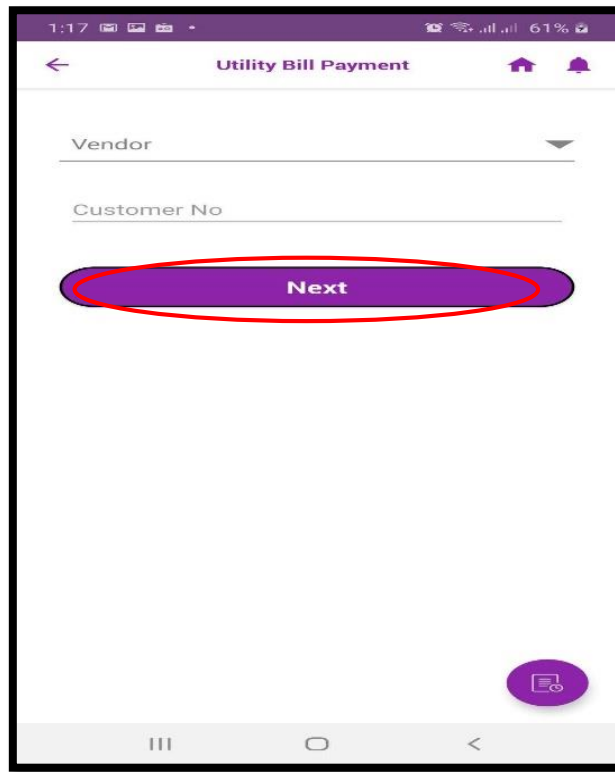 1:17 61%
Utility Bill Payment
Vendor
Customer No
Next